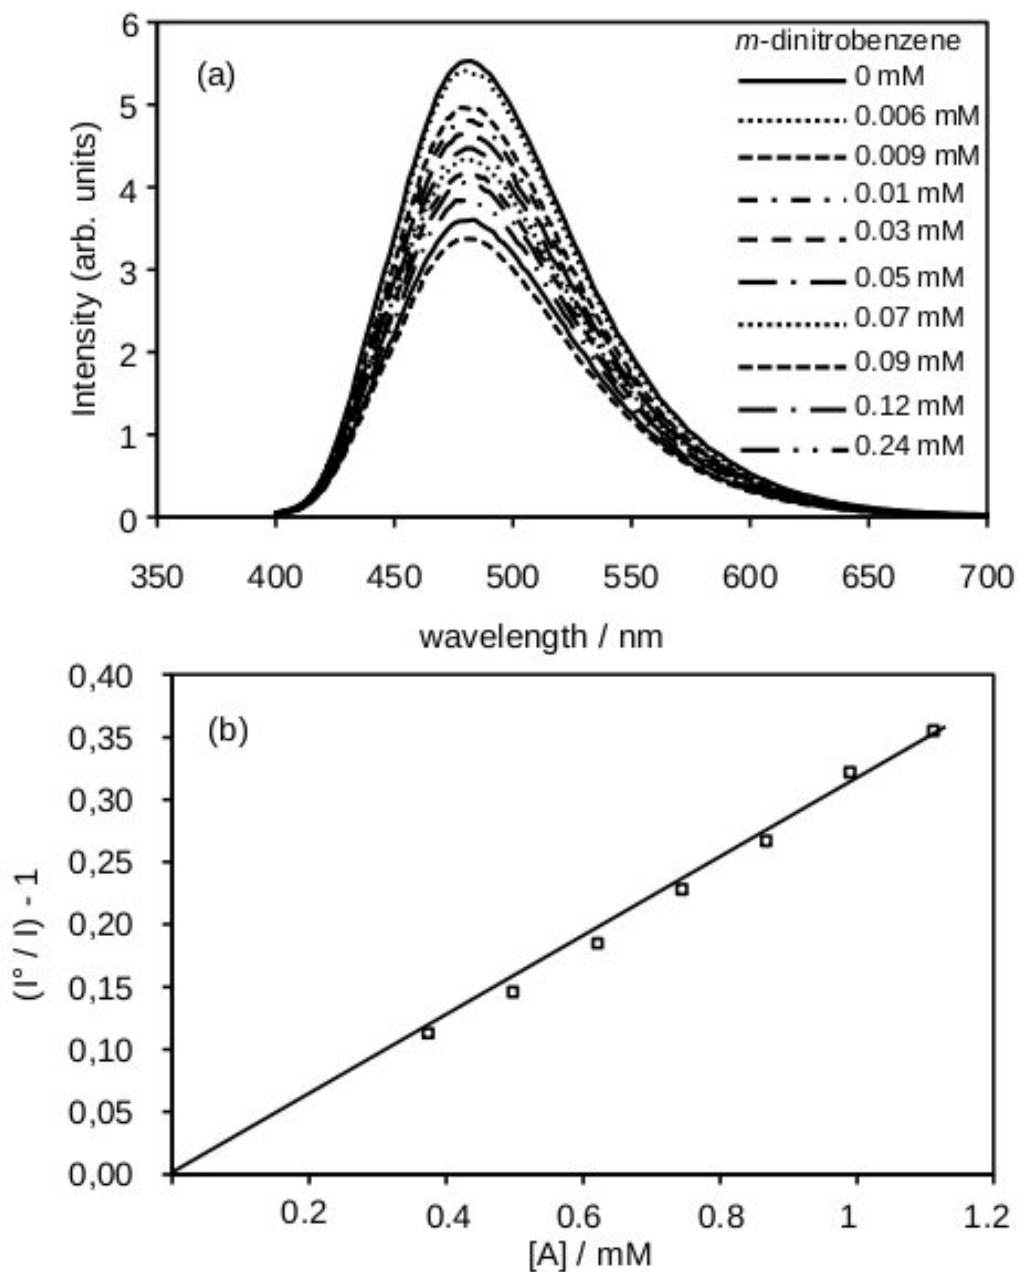 6
5
4
3
2
1
0
Intensity (arb. units)
(a)
m-dinitrobenzene
0 mM
0.006 mM
0.009 mM
0.01 mM
0.03 mM
0.05 mM
0.07 mM
0.09 mM
0.12 mM
0.24 mM
350 400 450 500 550 600 650 700
wavelength / nm
0,40
0,35
0,30
0,25
0,20
0,15
0,10
0,05
0,00
(I° / I) - 1
(b)
0.2 0.4 0.6 0.8 1 1.2
[A] / mM